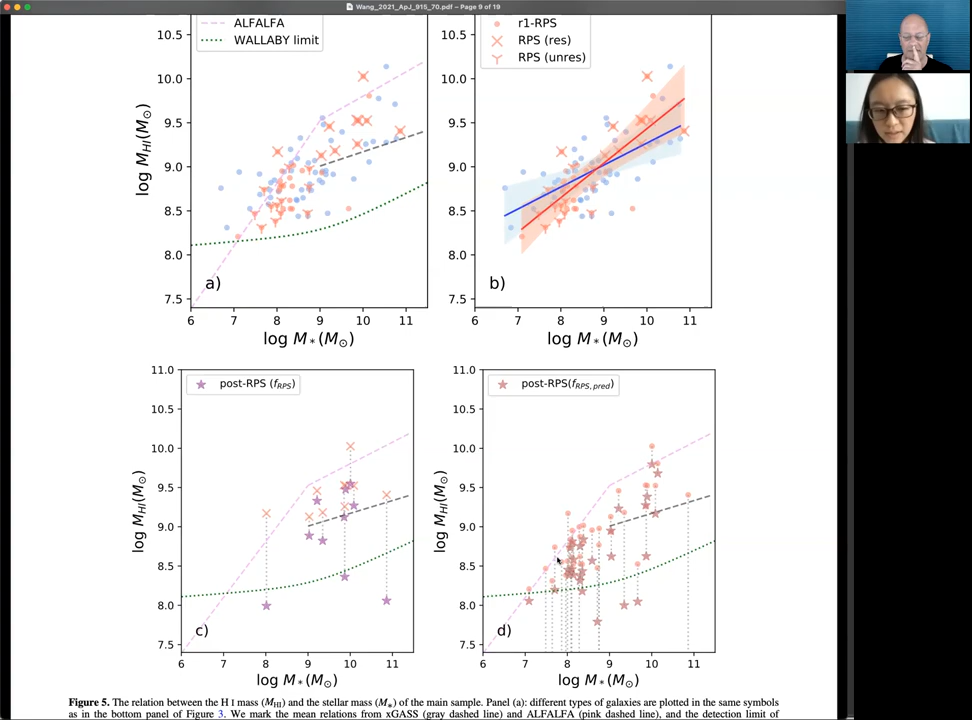 Wang_2021_ApJ_915_70.pdf – Page 9 of 19
ALFALFA
WALLABY limit
10.5
10.0
9.5
9.0
8.5
8.0
7.5
log M_HI(M_⊙)
a)
6 7 8 9 10 11
log M_*(M_⊙)
r1-RPS
RPS (res)
RPS (unres)
10.5
10.0
9.5
9.0
8.5
8.0
7.5
b)
6 7 8 9 10 11
log M_*(M_⊙)
post-RPS (f_RPS)
11.0
10.5
10.0
9.5
9.0
8.5
8.0
7.5
log M_HI(M_⊙)
c)
6 7 8 9 10 11
log M_*(M_⊙)
post-RPS(f_RPS,pred)
11.0
10.5
10.0
9.5
9.0
8.5
8.0
7.5
log M_HI(M_⊙)
d)
6 7 8 9 10 11
log M_*(M_⊙)
Figure 5. The relation between the H I mass (M_HI) and the stellar mass (M_*) of the main sample. Panel (a): different types of galaxies are plotted in the same symbols
as in the bottom panel of Figure 3. We mark the mean relations from xGASS (gray dashed line) and ALFALFA (pink dashed line), and the detection limit of